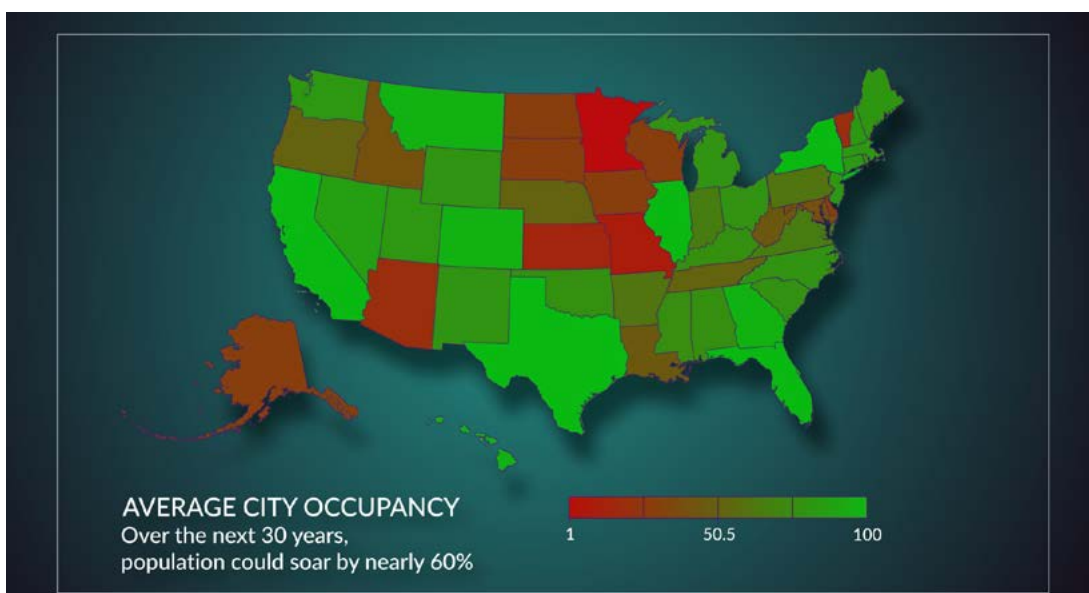 AVERAGE CITY OCCUPANCY
Over the next 30 years,
population could soar by nearly 60%
1 50.5 100